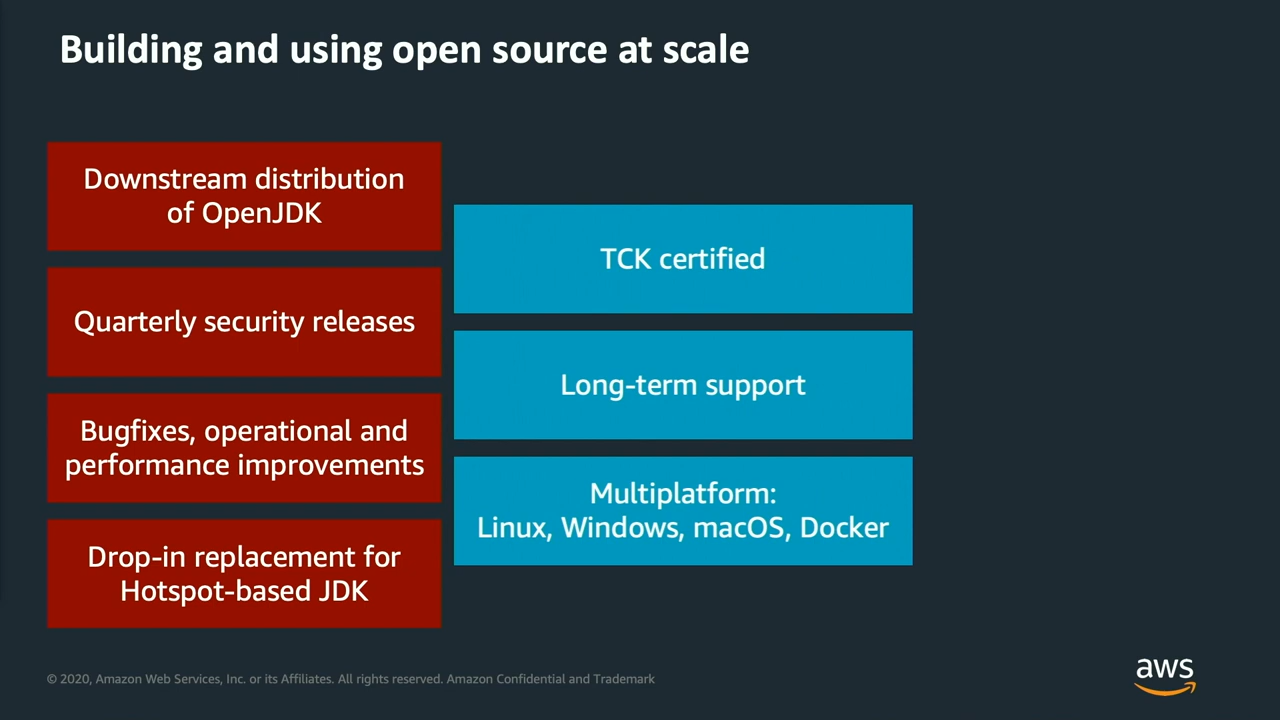 Building and using open source at scale
Downstream distribution
of OpenJDK
Quarterly security releases
Bugfixes, operational and
performance improvements
Drop-in replacement for
Hotspot-based JDK
TCK certified
Long-term support
Multiplatform:
Linux, Windows, macOS, Docker
© 2020, Amazon Web Services, Inc. or its Affiliates. All rights reserved. Amazon Confidential and Trademark
aws